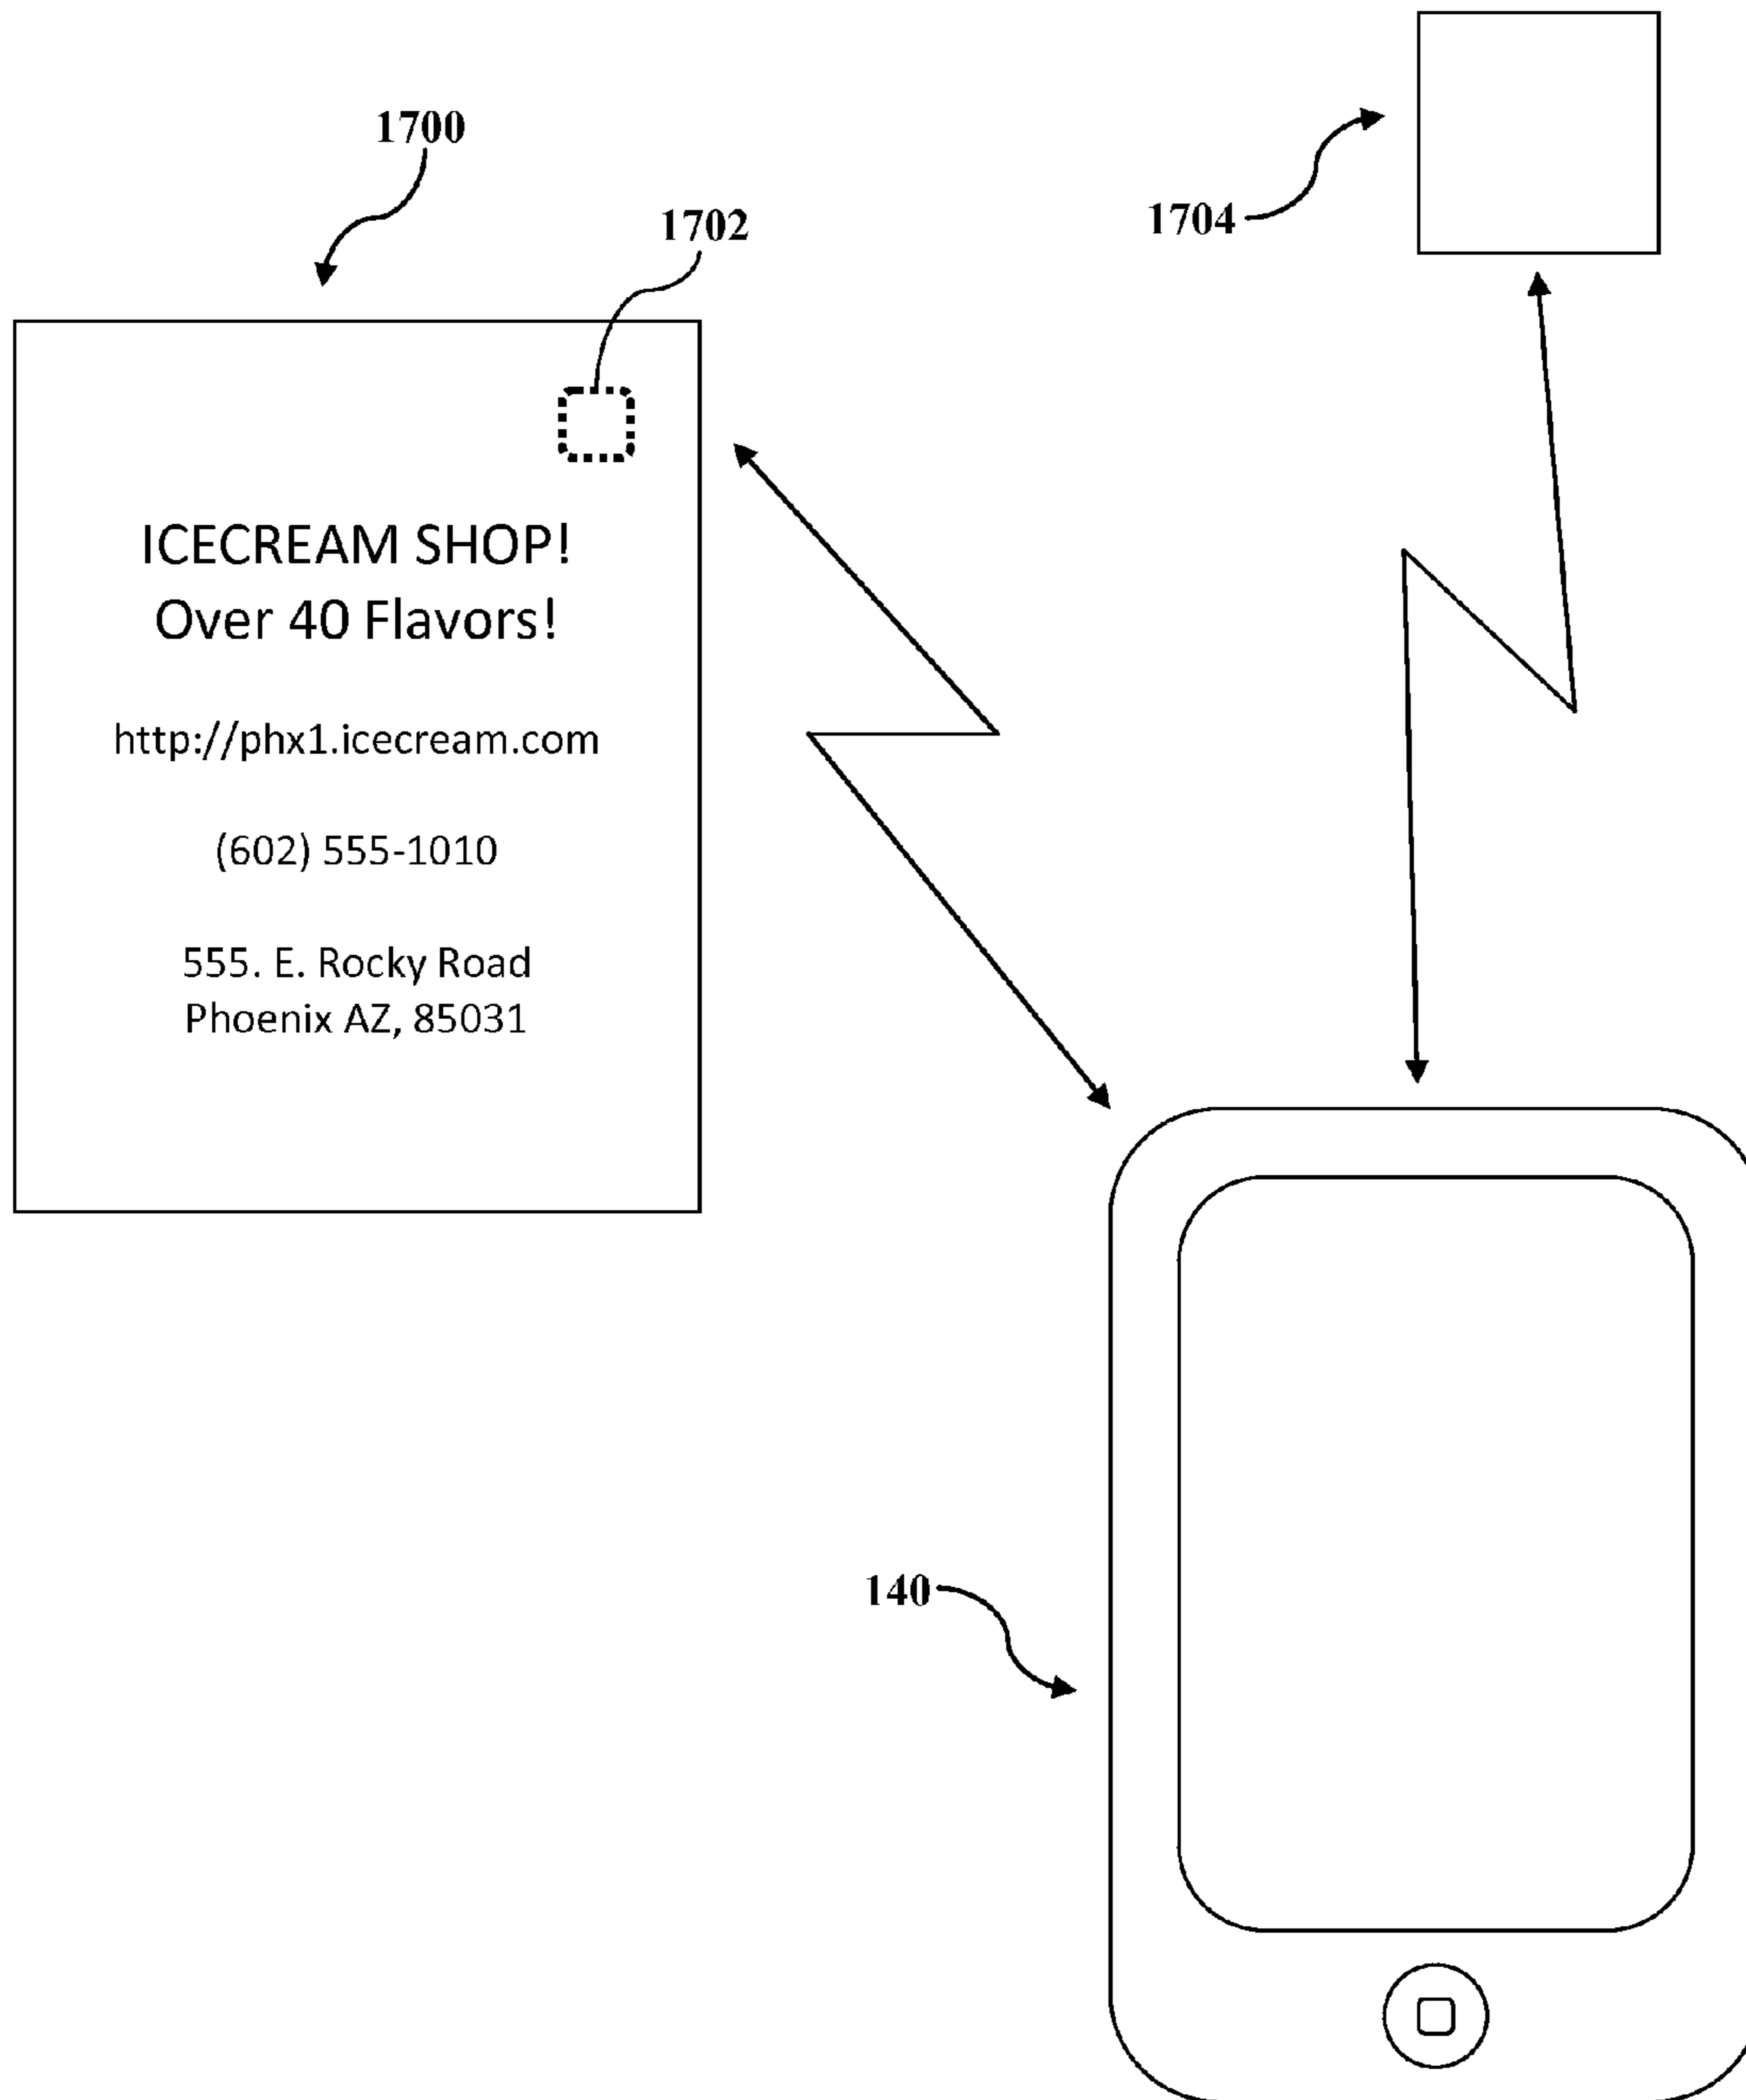 1700
1702
1704
ICECREAM SHOP!
Over 40 Flavors!
http://phx1.icecream.com
(602) 555-1010
555. E. Rocky Road
Phoenix AZ, 85031
140